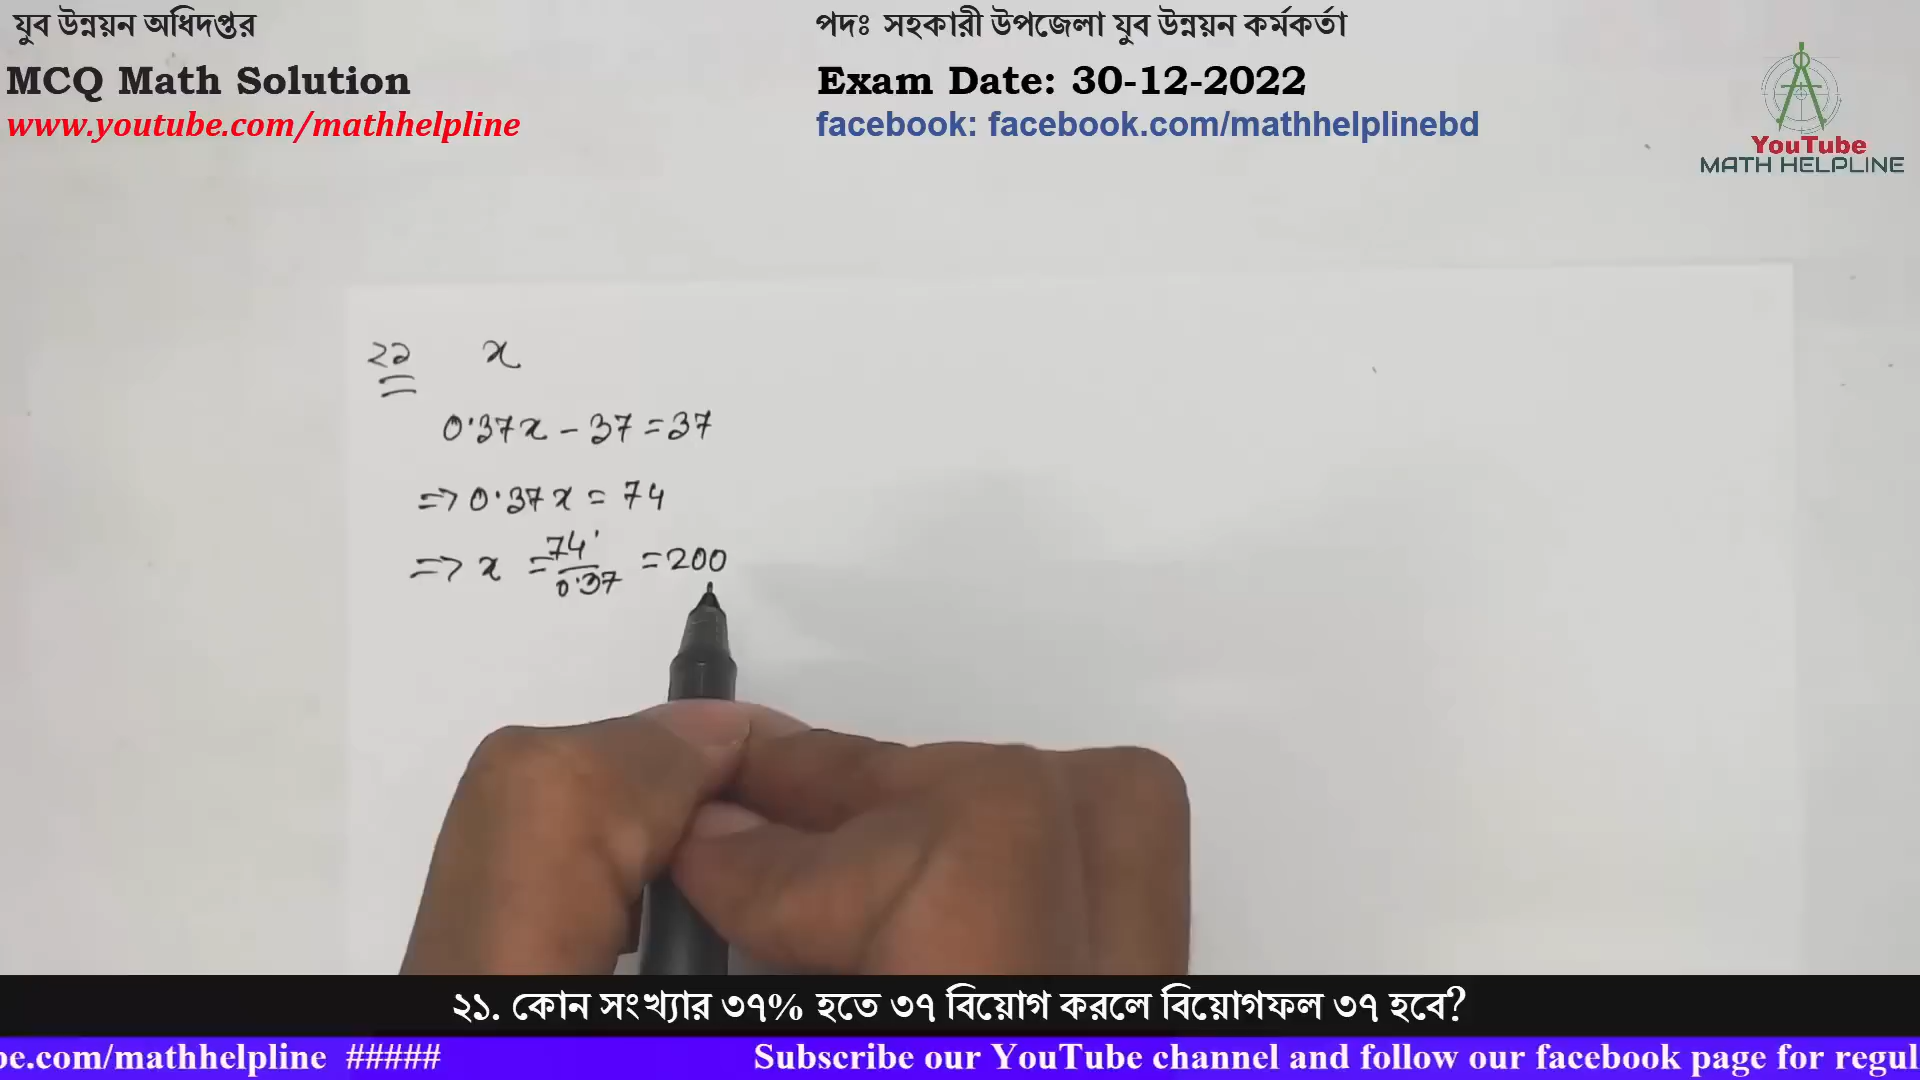 যুব উন্নয়ন অধিদপ্তর
পদঃ সহকারী উপজেলা যুব উন্নয়ন কর্মকর্তা
MCQ Math Solution
Exam Date: 30-12-2022
www.youtube.com/mathhelpline
facebook: facebook.com/mathhelplinebd
YouTube
MATH HELPLINE
২১ x
0.37x - 37 = 37
=> 0.37x = 74
=> x = 74/0.37 = 200
২১. কোন সংখ্যার ৩৭% হতে ৩৭ বিয়োগ করলে বিয়োগফল ৩৭ হবে?
be.com/mathhelpline ##### Subscribe our YouTube channel and follow our facebook page for regul